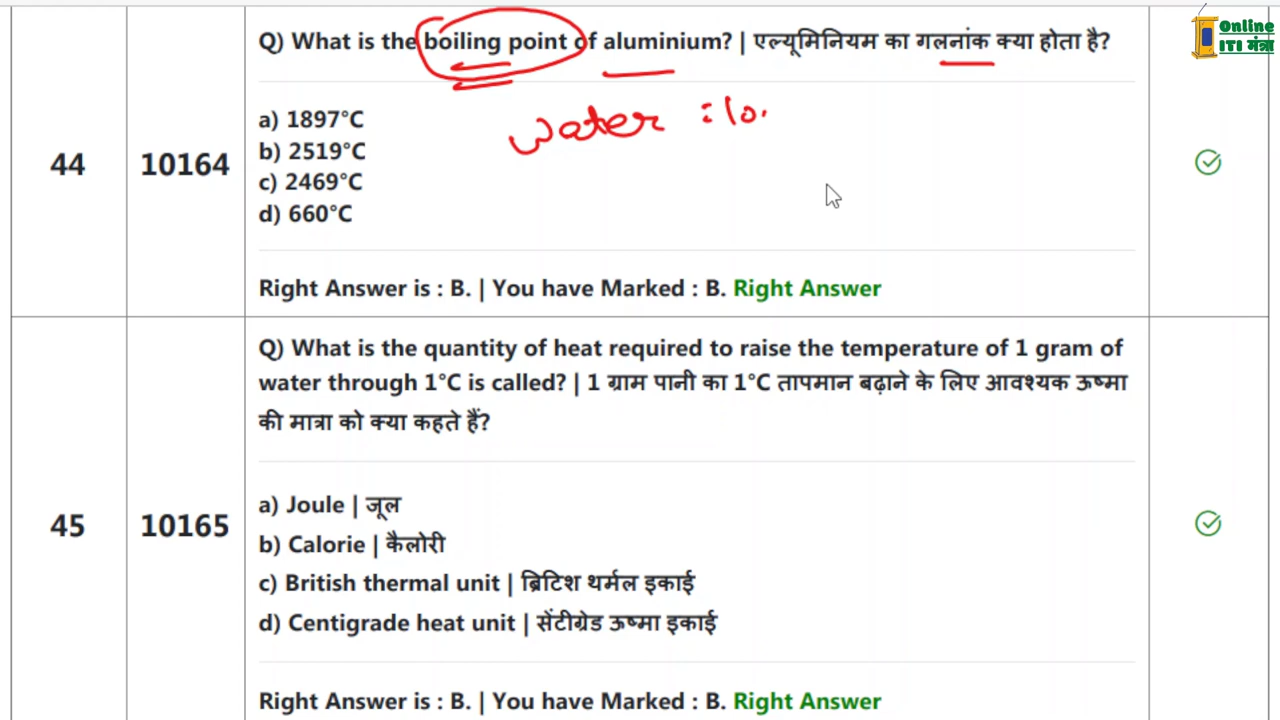 Online
ITI मंत्रा
Q) What is the boiling point of aluminium? | एल्यूमिनियम का गलनांक क्या होता है?
water : 10.
a) 1897°C
b) 2519°C
c) 2469°C
d) 660°C
44
10164
Right Answer is : B. | You have Marked : B. Right Answer
Q) What is the quantity of heat required to raise the temperature of 1 gram of
water through 1°C is called? | 1 ग्राम पानी का 1°C तापमान बढ़ाने के लिए आवश्यक ऊष्मा
की मात्रा को क्या कहते हैं?
45
10165
a) Joule | जूल
b) Calorie | कैलोरी
c) British thermal unit | ब्रिटिश थर्मल इकाई
d) Centigrade heat unit | सेंटीग्रेड ऊष्मा इकाई
Right Answer is : B. | You have Marked : B. Right Answer